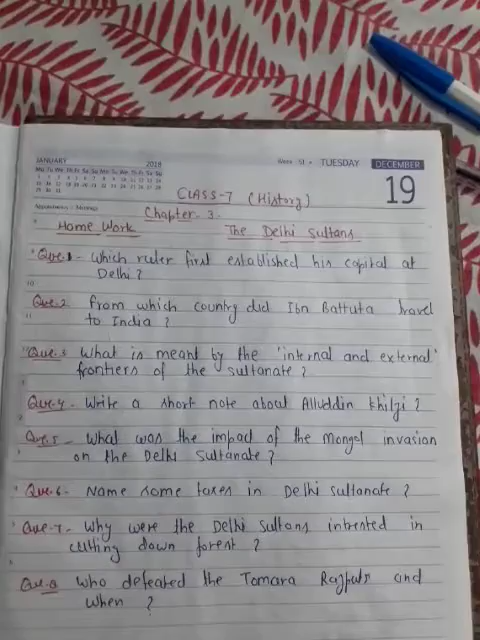 JANUARY 2018
Week 51 • TUESDAY DECEMBER
19
CLASS-7 (History)
Chapter-3.
Home Work The Delhi Sultans
Que.1- which ruler first established his capital at
Delhi?
Que.2 from which country did Ibn Battuta travel
to India?
Que.3 What is meant by the 'internal and external'
frontiers of the sultanate?
Que.4- Write a short note about Alluddin khilgi?
Que.5- What was the impact of the Mongol invasion
on the Delhi Sultanate?
Que.6- Name some taxes in Delhi sultanate?
Que.7- Why were the Delhi sultans intrested in
cutting down forest?
Que.8 Who defeated the Tomara Rajputs and
when?